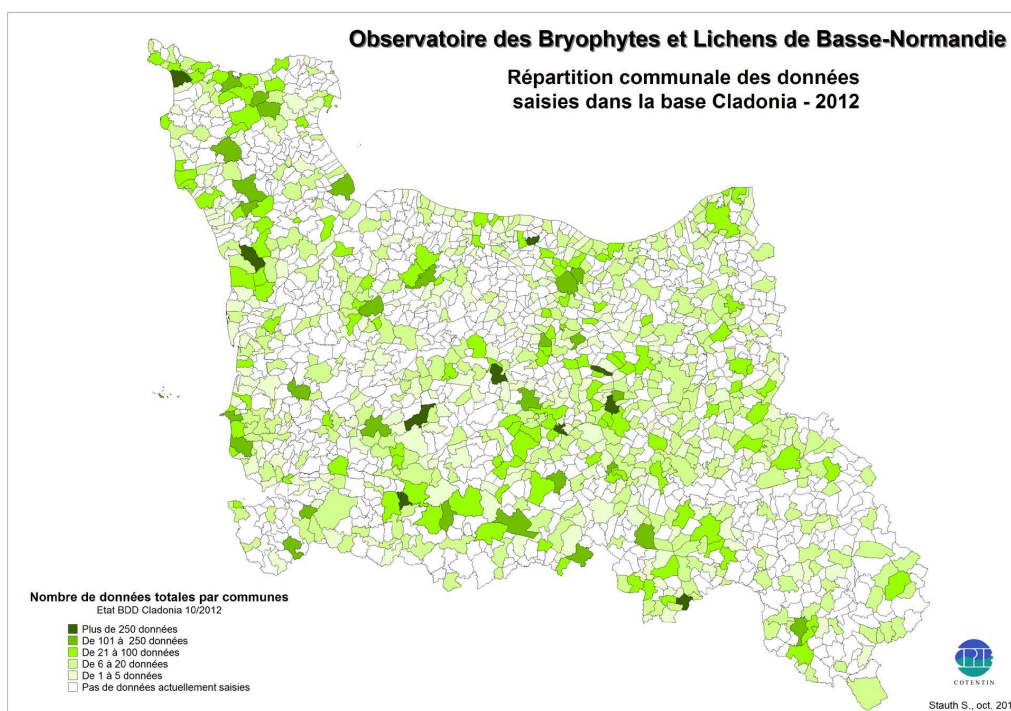 Observatoire des Bryophytes et Lichens de Basse-Normandie
Répartition communale des données
saisies dans la base Cladonia - 2012
Nombre de données totales par communes
Etat BDD Cladonia 10/2012
Plus de 250 données
De 101 à 250 données
De 21 à 100 données
De 6 à 20 données
De 1 à 5 données
Pas de données actuellement saisies
CPIE
COTENTIN
Stauth S., oct. 201